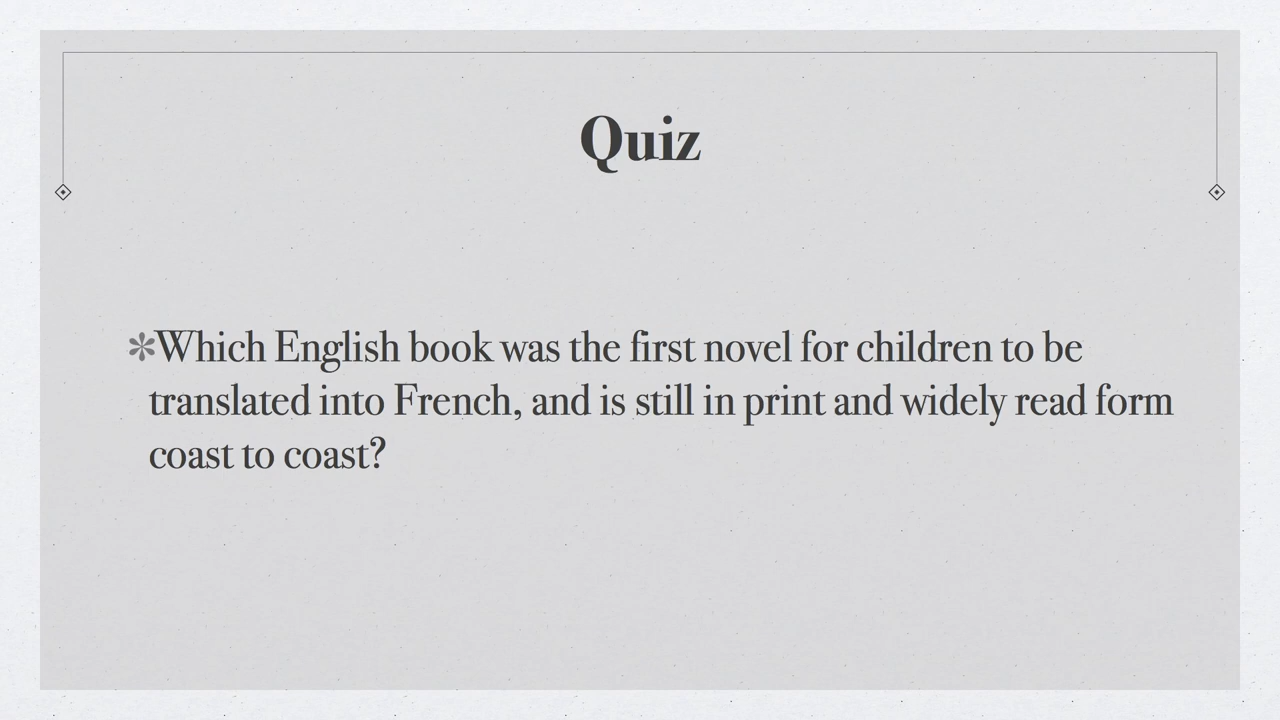 Quiz
✻Which English book was the first novel for children to be
translated into French, and is still in print and widely read form
coast to coast?